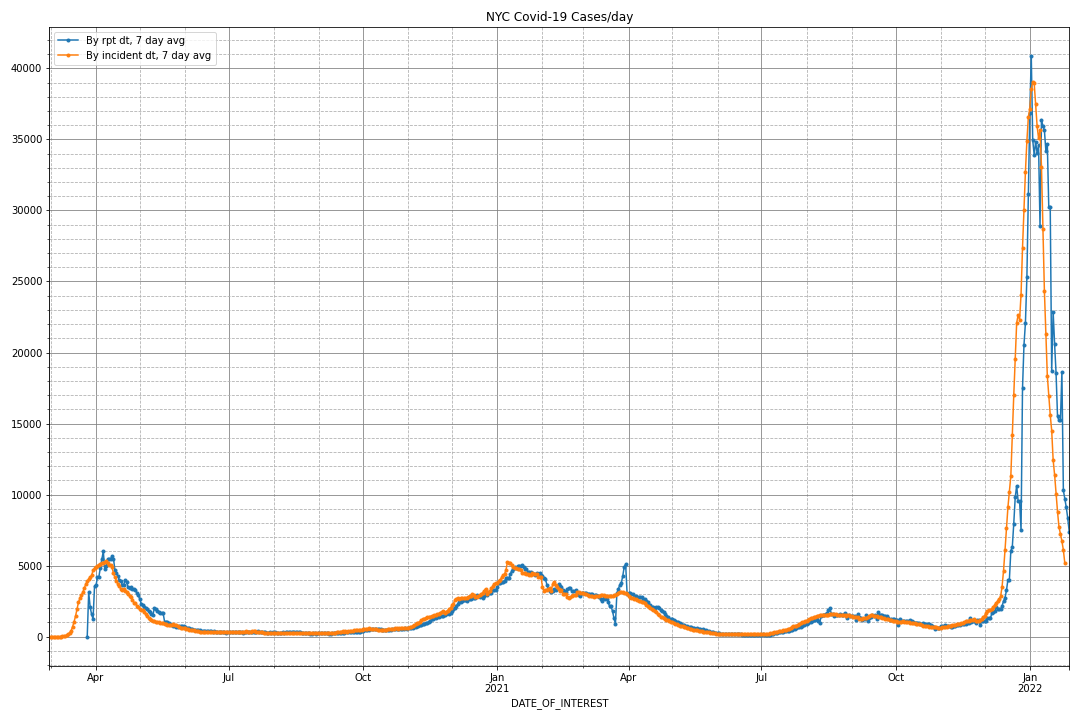 NYC Covid-19 Cases/day
By rpt dt, 7 day avg
By incident dt, 7 day avg
40000
35000
30000
25000
20000
15000
10000
5000
0
Apr Jul Oct Jan Apr Jul Oct Jan
2021 2022
DATE_OF_INTEREST